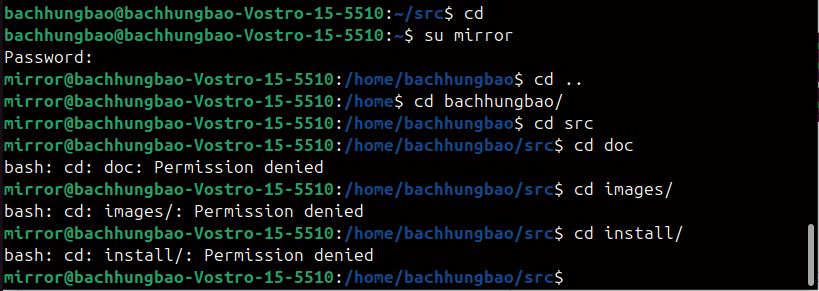 bachhungbao@bachhungbao-Vostro-15-5510:~/src$ cd
bachhungbao@bachhungbao-Vostro-15-5510:~$ su mirror
Password:
mirror@bachhungbao-Vostro-15-5510:/home/bachhungbao$ cd ..
mirror@bachhungbao-Vostro-15-5510:/home$ cd bachhungbao/
mirror@bachhungbao-Vostro-15-5510:/home/bachhungbao$ cd src
mirror@bachhungbao-Vostro-15-5510:/home/bachhungbao/src$ cd doc
bash: cd: doc: Permission denied
mirror@bachhungbao-Vostro-15-5510:/home/bachhungbao/src$ cd images/
bash: cd: images/: Permission denied
mirror@bachhungbao-Vostro-15-5510:/home/bachhungbao/src$ cd install/
bash: cd: install/: Permission denied
mirror@bachhungbao-Vostro-15-5510:/home/bachhungbao/src$